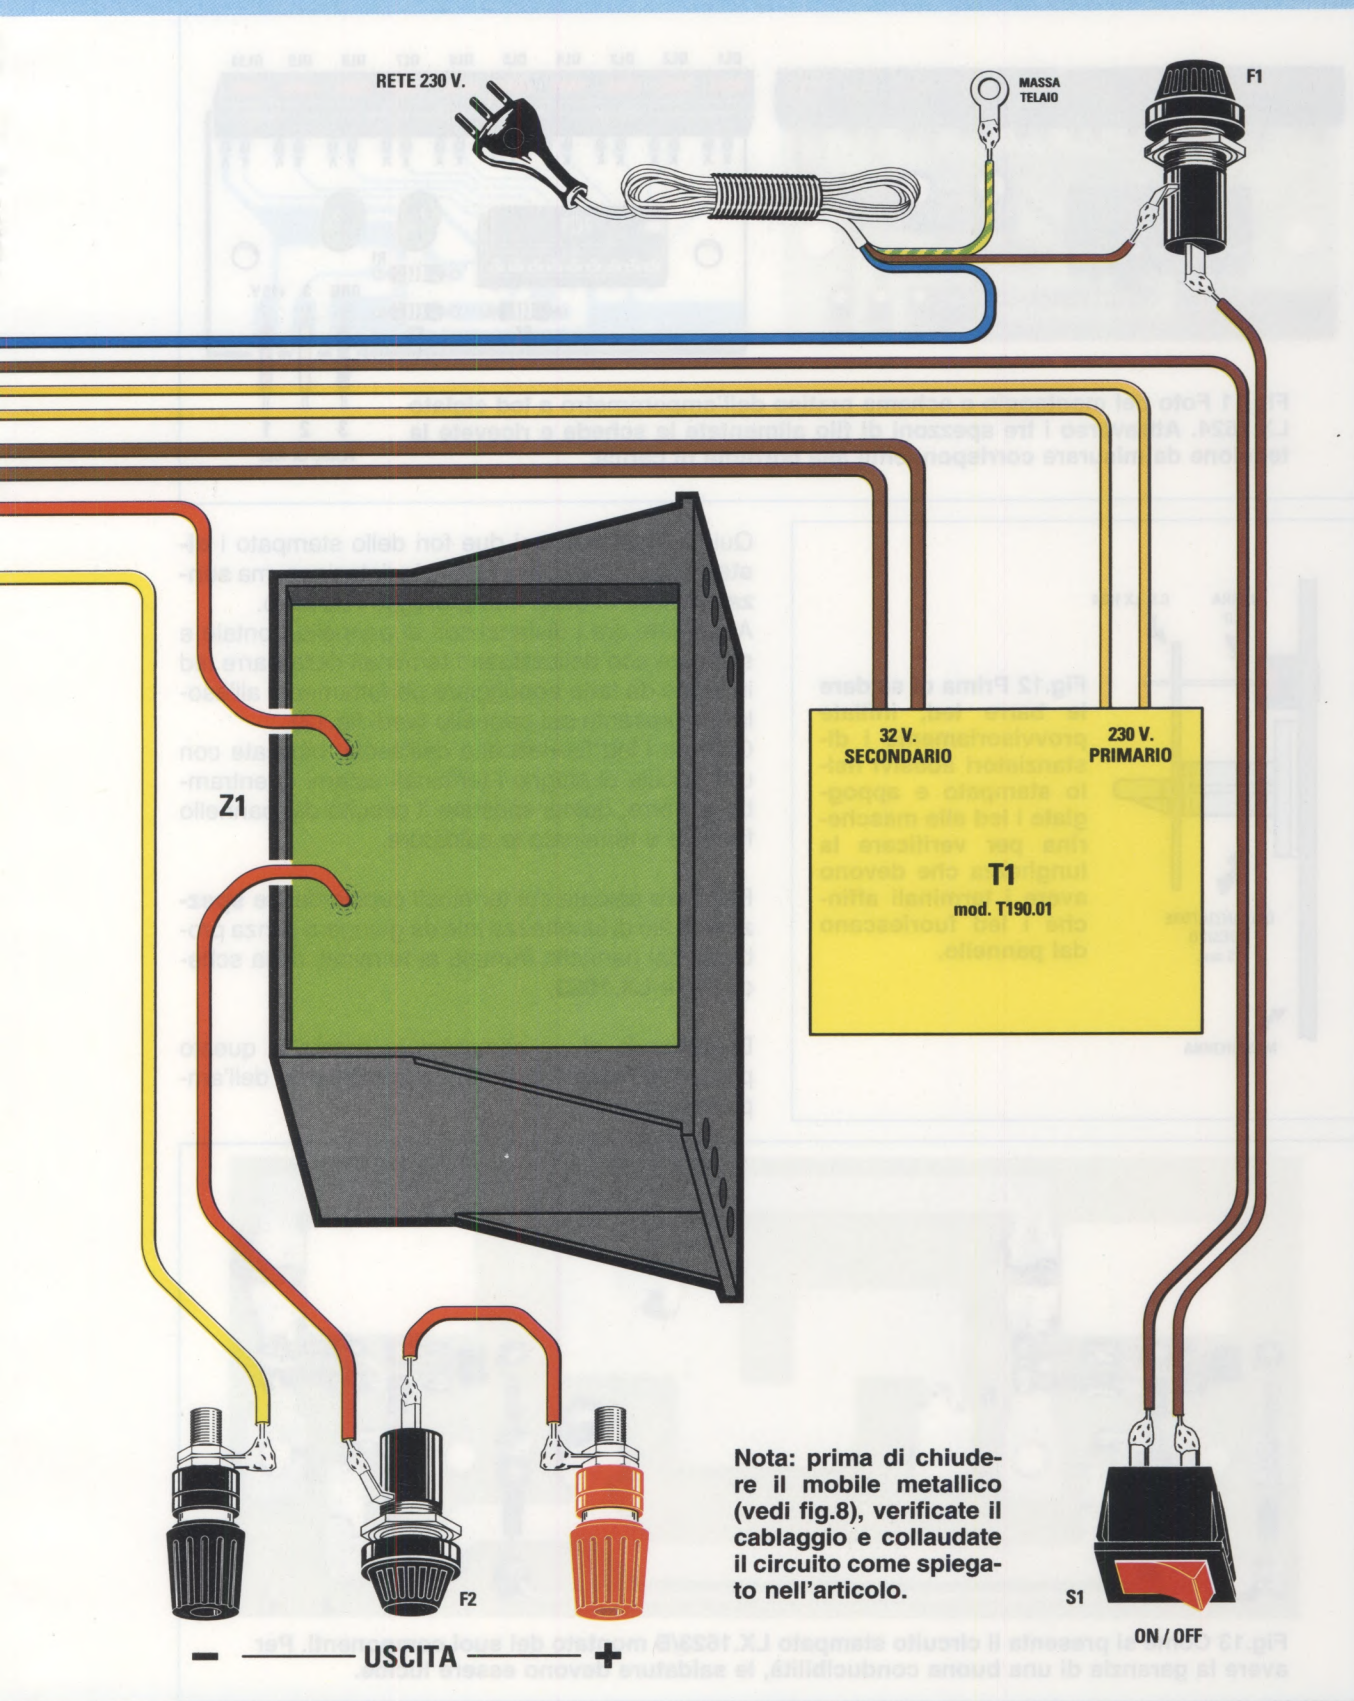 RETE 230 V.
MASSA
TELAIO
F1
32 V.
SECONDARIO
230 V.
PRIMARIO
Z1
T1
mod. T190.01
Nota: prima di chiude-
re il mobile metallico
(vedi fig.8), verificate il
cablaggio e collaudate
il circuito come spiega-
to nell'articolo.
F2
S1
ON / OFF
- USCITA +